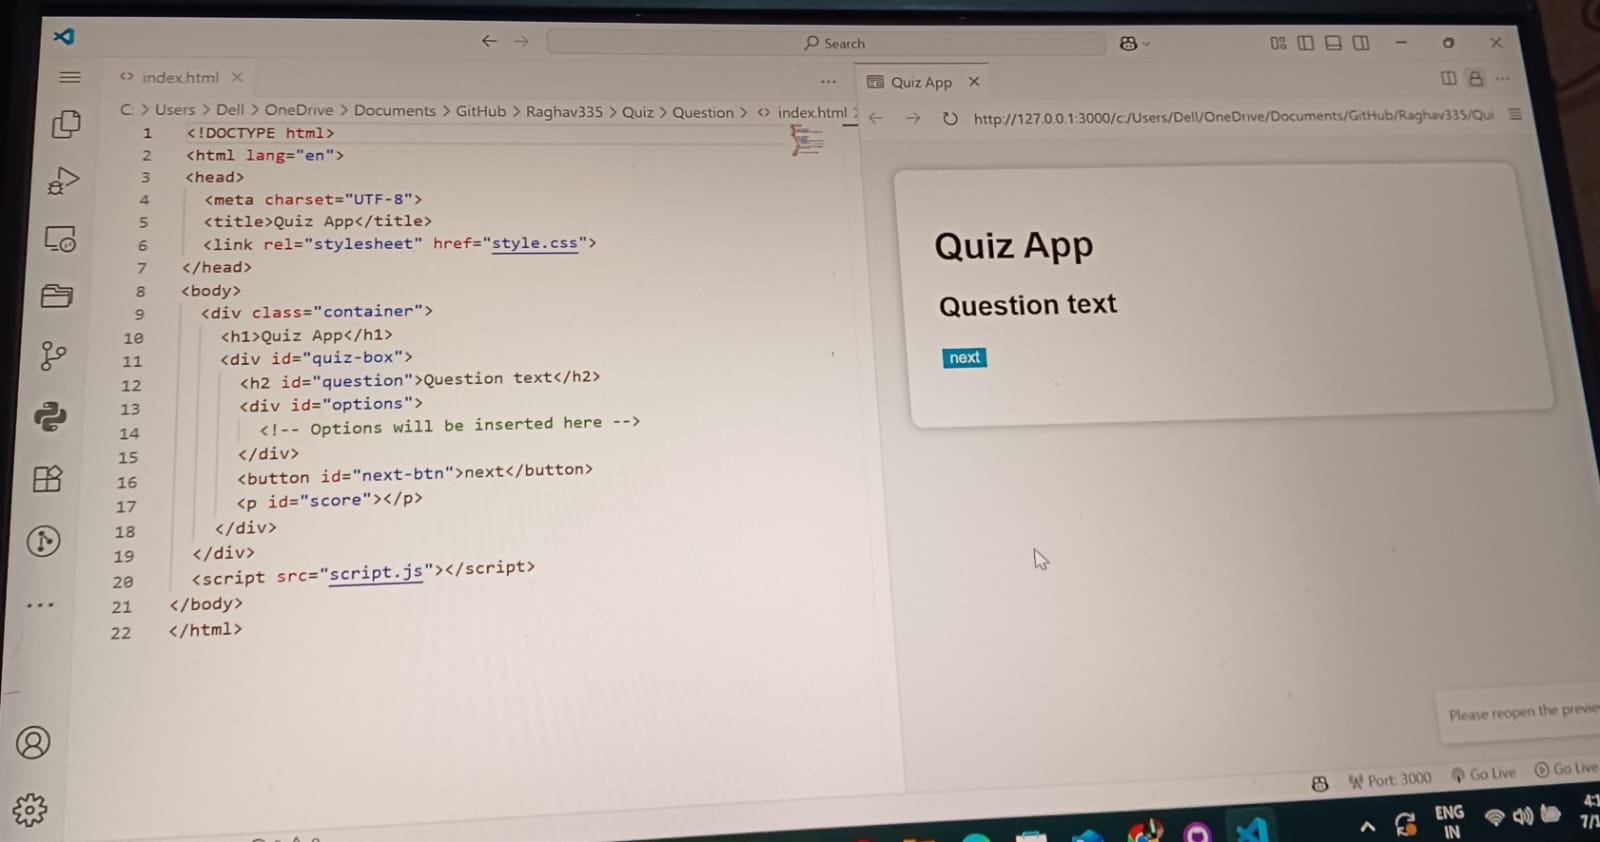 Search
index.html
Quiz App
C: > Users > Dell > OneDrive > Documents > GitHub > Raghav335 > Quiz > Question > <> index.html >
http://127.0.0.1:3000/c:/Users/Dell/OneDrive/Documents/GitHub/Raghav335/Qui
1 <!DOCTYPE html>
2 <html lang="en">
3 <head>
4 <meta charset="UTF-8">
5 <title>Quiz App</title>
6 <link rel="stylesheet" href="style.css">
7 </head>
8 <body>
9 <div class="container">
10 <h1>Quiz App</h1>
11 <div id="quiz-box">
12 <h2 id="question">Question text</h2>
13 <div id="options">
14 <!-- Options will be inserted here -->
15 </div>
16 <button id="next-btn">next</button>
17 <p id="score"></p>
18 </div>
19 </div>
20 <script src="script.js"></script>
21 </body>
22 </html>
Quiz App
Question text
next
Please reopen the previe
Port: 3000 Go Live Go Live
ENG
IN
4:1
7/1